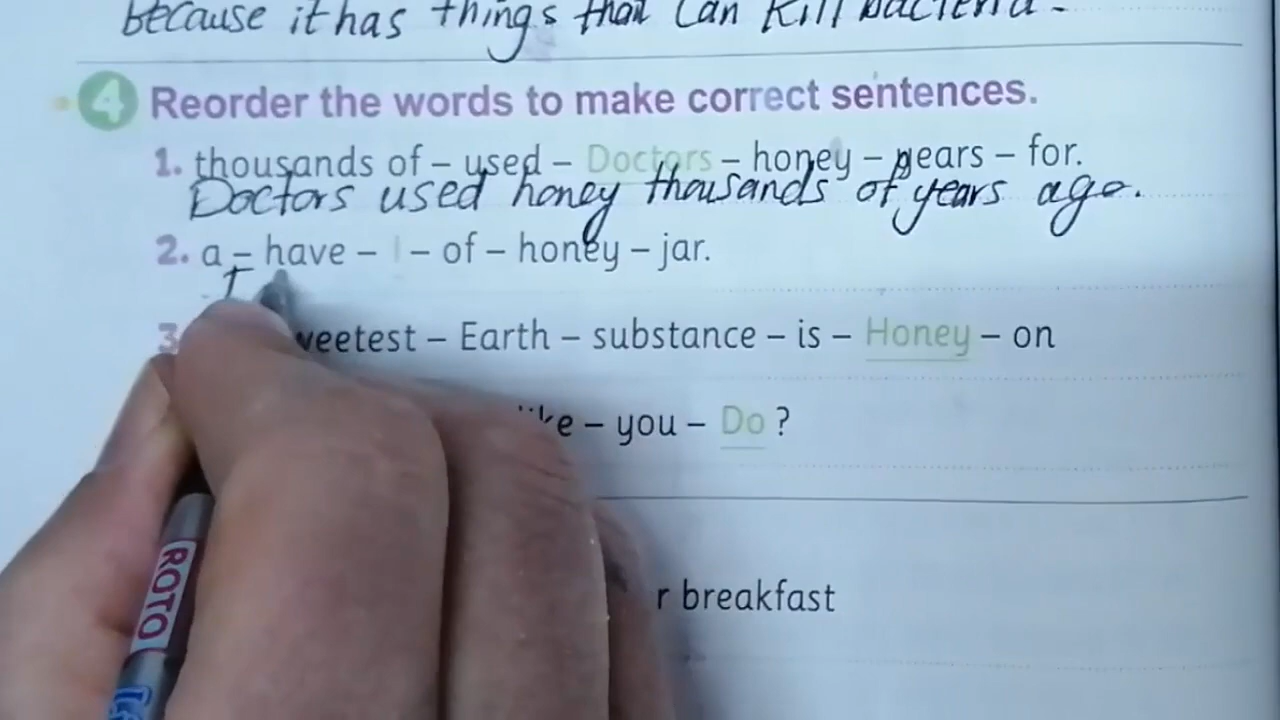 because it has things that can kill bacteria.
4 Reorder the words to make correct sentences.
1. thousands of – used – Doctors – honey – years – for.
Doctors used honey thousands of years ago.
2. a – have – I – of – honey – jar.
I
3 weetest – Earth – substance – is – Honey – on
– you – Do ?
r breakfast
ROTO